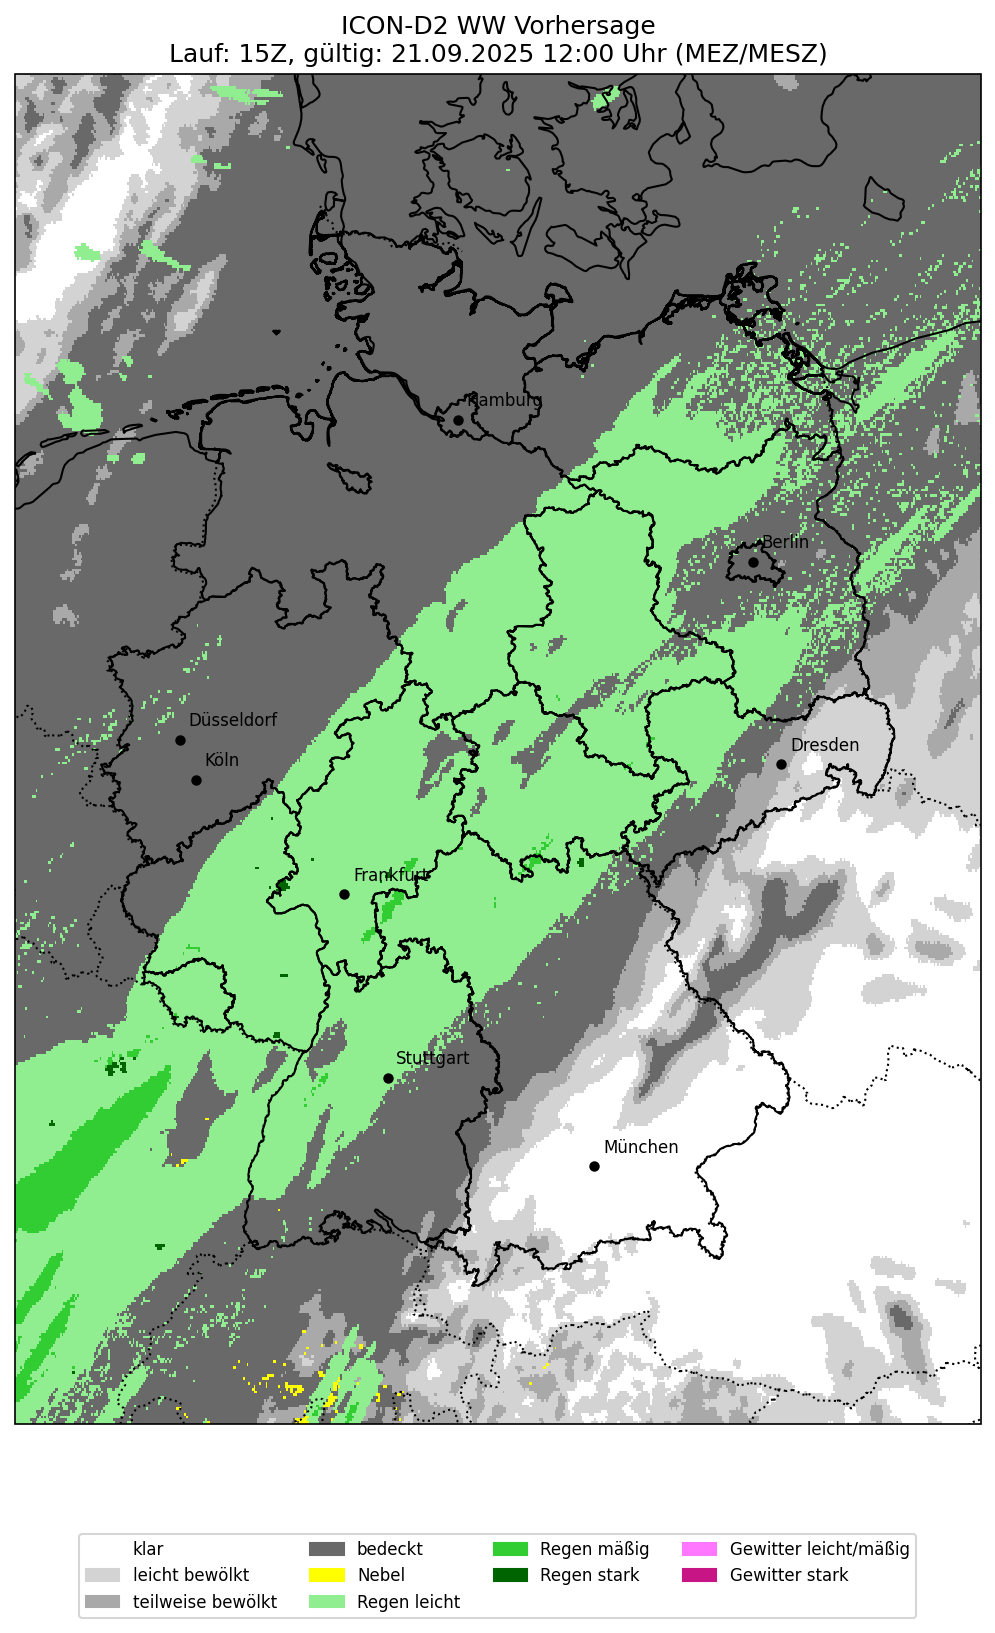 ICON-D2 WW Vorhersage
Lauf: 15Z, gültig: 21.09.2025 12:00 Uhr (MEZ/MESZ)
Hamburg
Berlin
Düsseldorf
Dresden
Köln
Frankfurt
Stuttgart
München
klar
leicht bewölkt
teilweise bewölkt
bedeckt
Nebel
Regen leicht
Regen mäßig
Regen stark
Gewitter leicht/mäßig
Gewitter stark